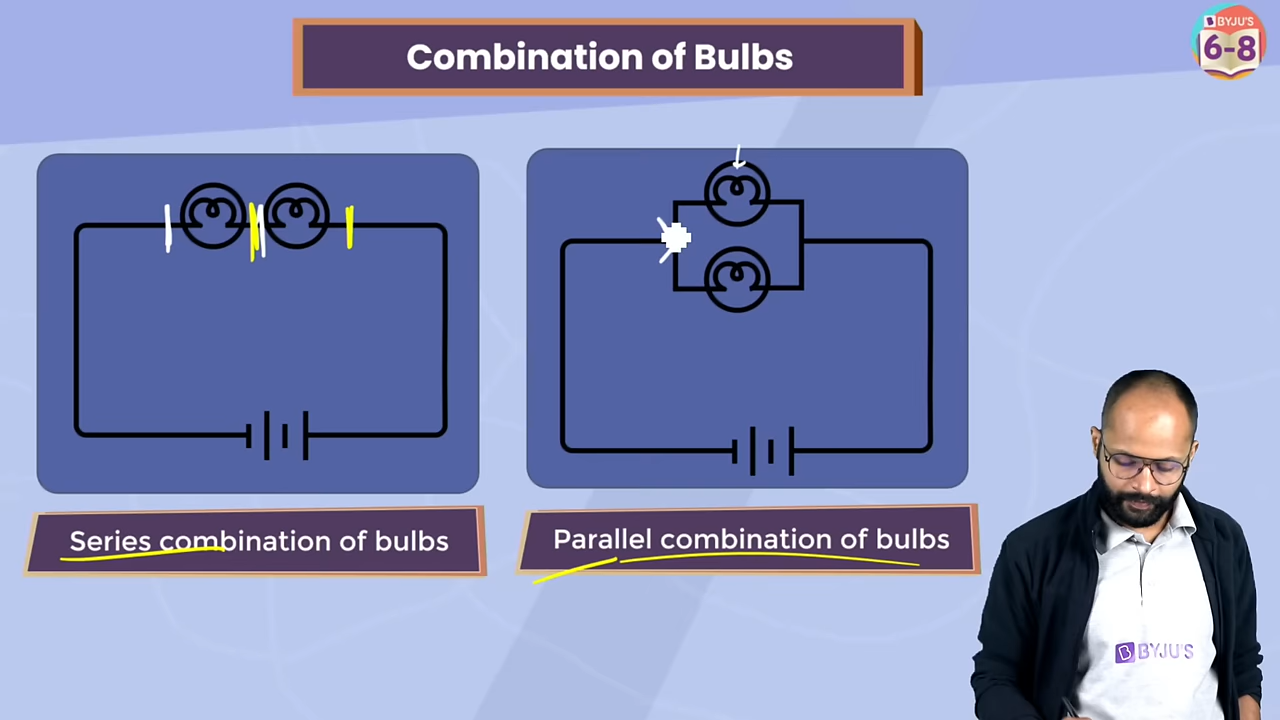 Combination of Bulbs
BYJU'S
6-8
Series combination of bulbs
Parallel combination of bulbs
B BYJU'S